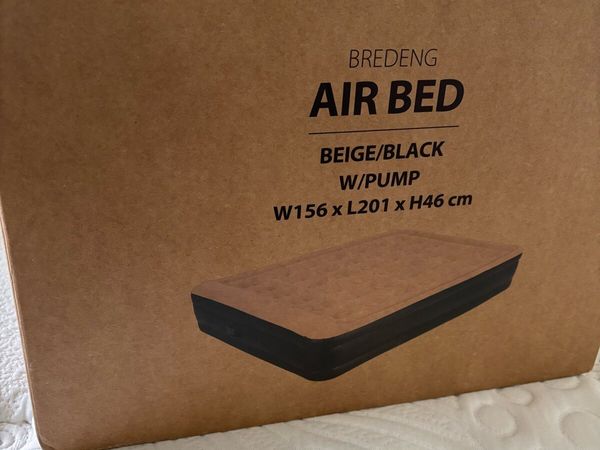 BREDENG
AIR BED
BEIGE/BLACK
W/PUMP
W156 x L201 x H46 cm